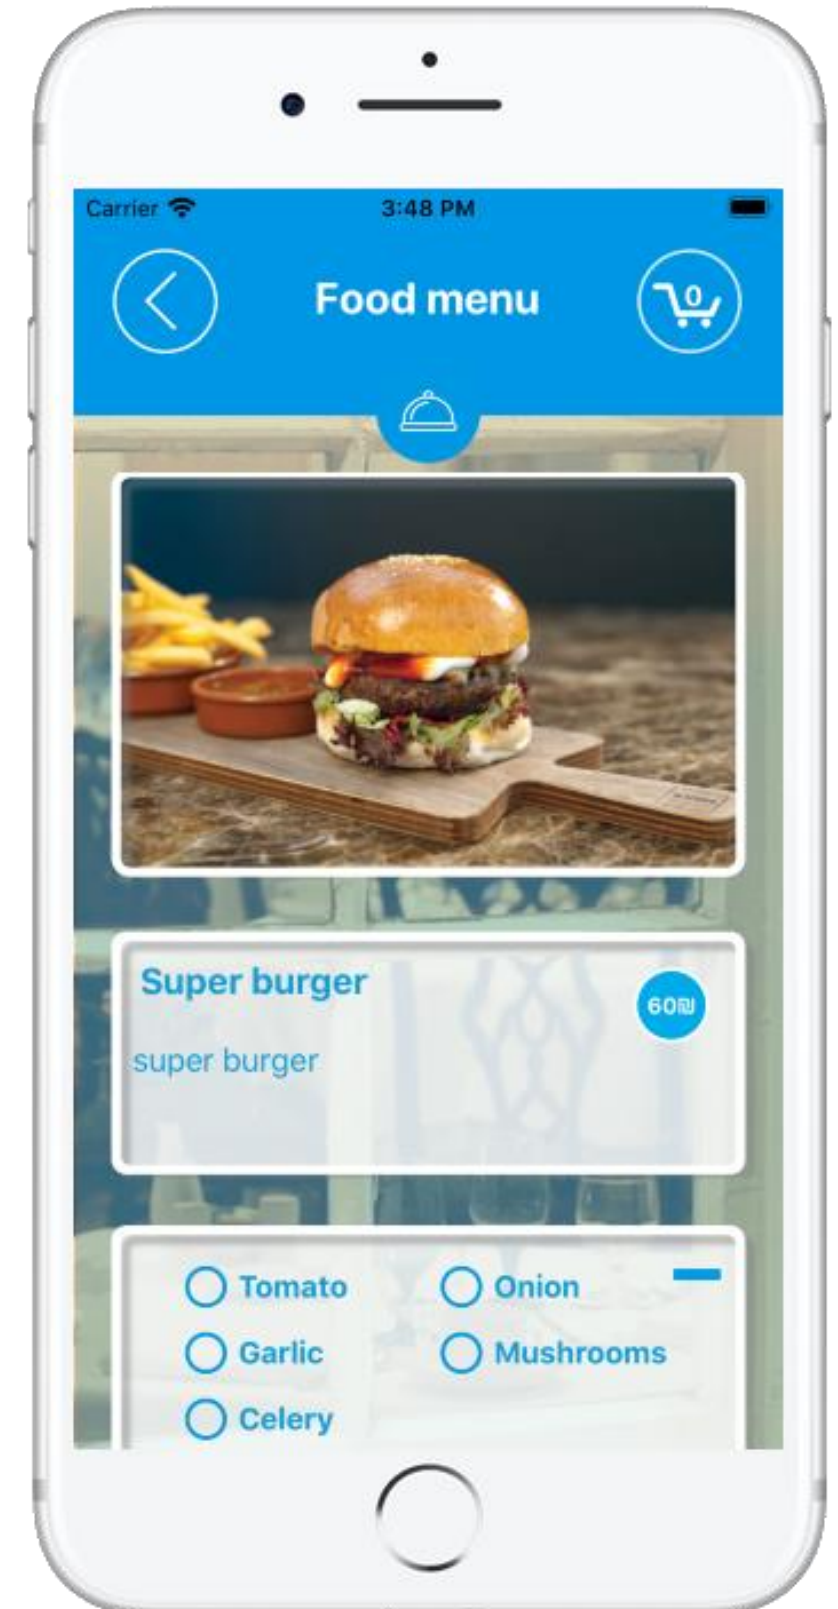 Carrier
3:48 PM
Food menu
0
Super burger
60₪
super burger
Tomato
Onion
Garlic
Mushrooms
Celery